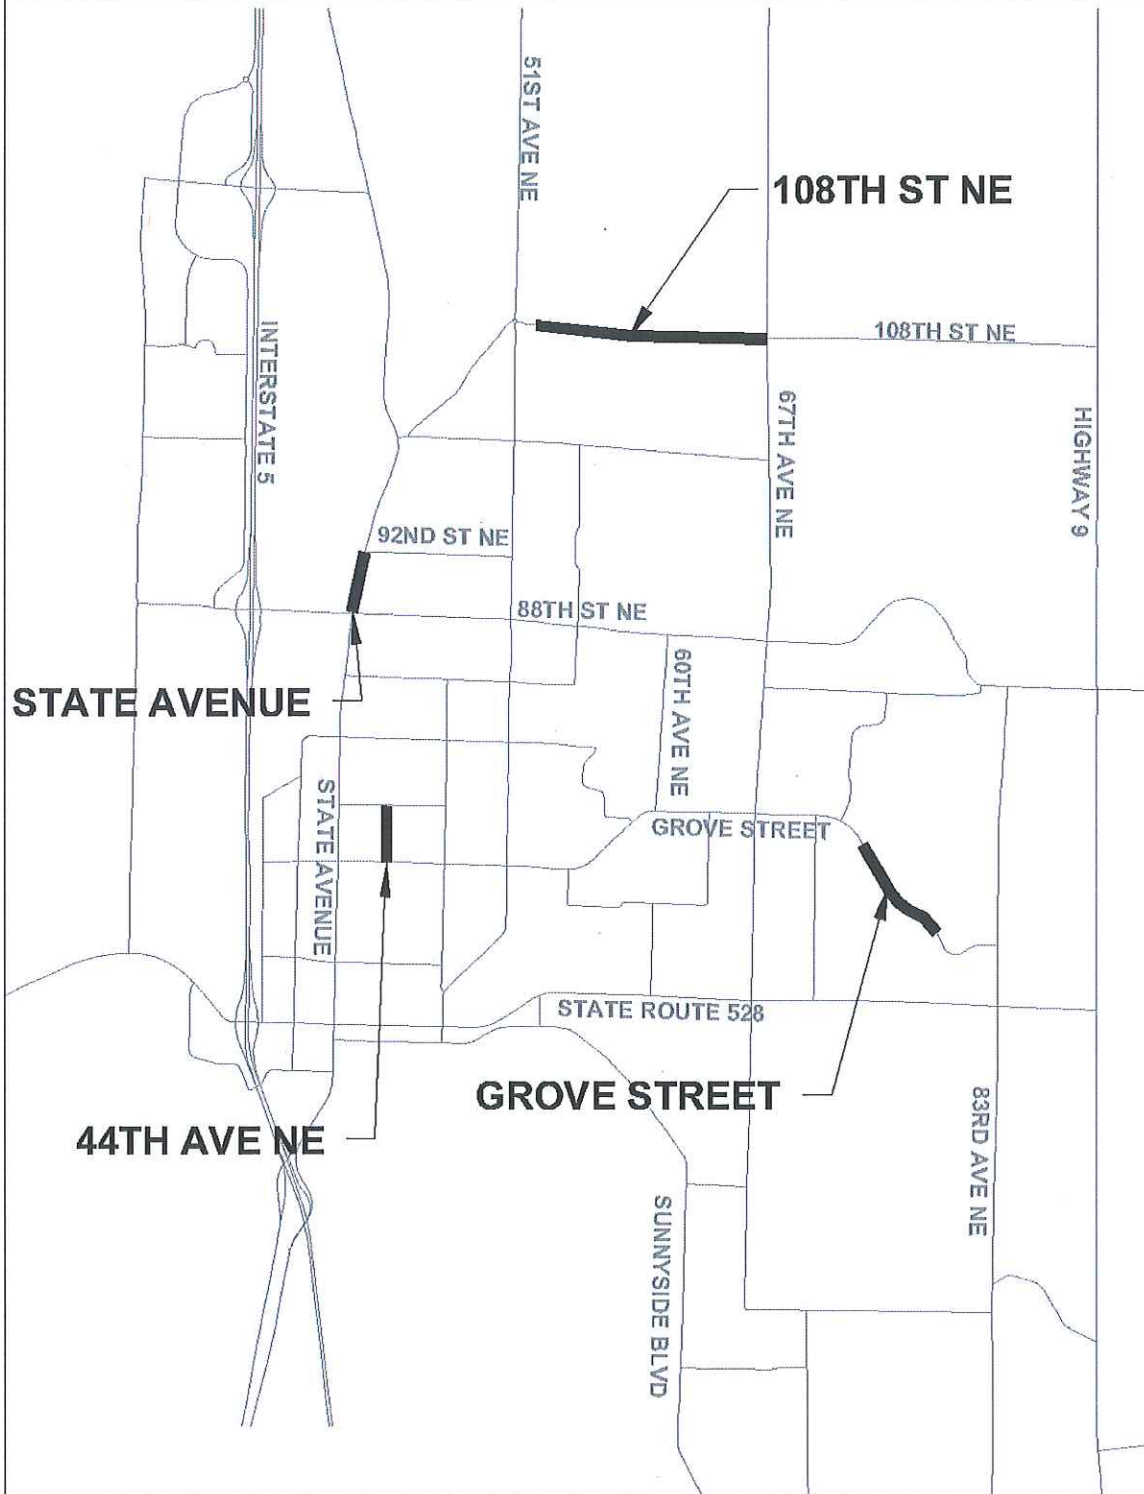 51ST AVE NE
108TH ST NE
INTERSTATE 5
108TH ST NE
67TH AVE NE
HIGHWAY 9
92ND ST NE
88TH ST NE
60TH AVE NE
STATE AVENUE
STATE AVENUE
GROVE STREET
STATE ROUTE 528
GROVE STREET
44TH AVE NE
83RD AVE NE
SUNNYSIDE BLVD